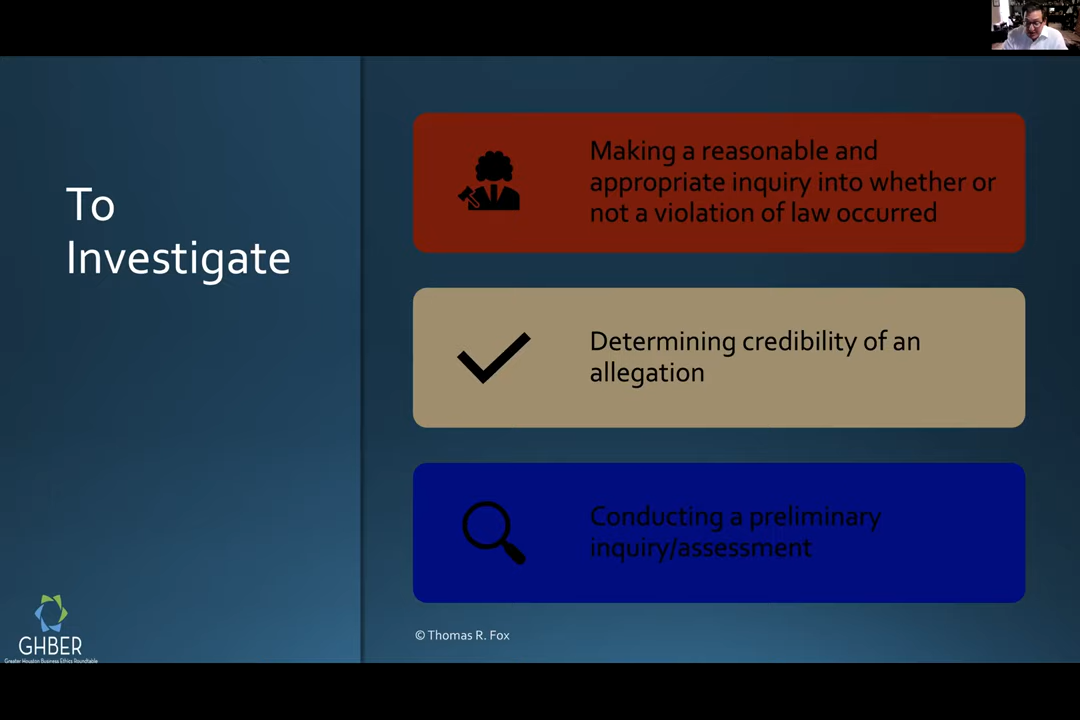 To
Investigate
Making a reasonable and
appropriate inquiry into whether or
not a violation of law occurred
Determining credibility of an
allegation
Conducting a preliminary
inquiry/assessment
© Thomas R. Fox
GHBER
Greater Houston Business Ethics Roundtable